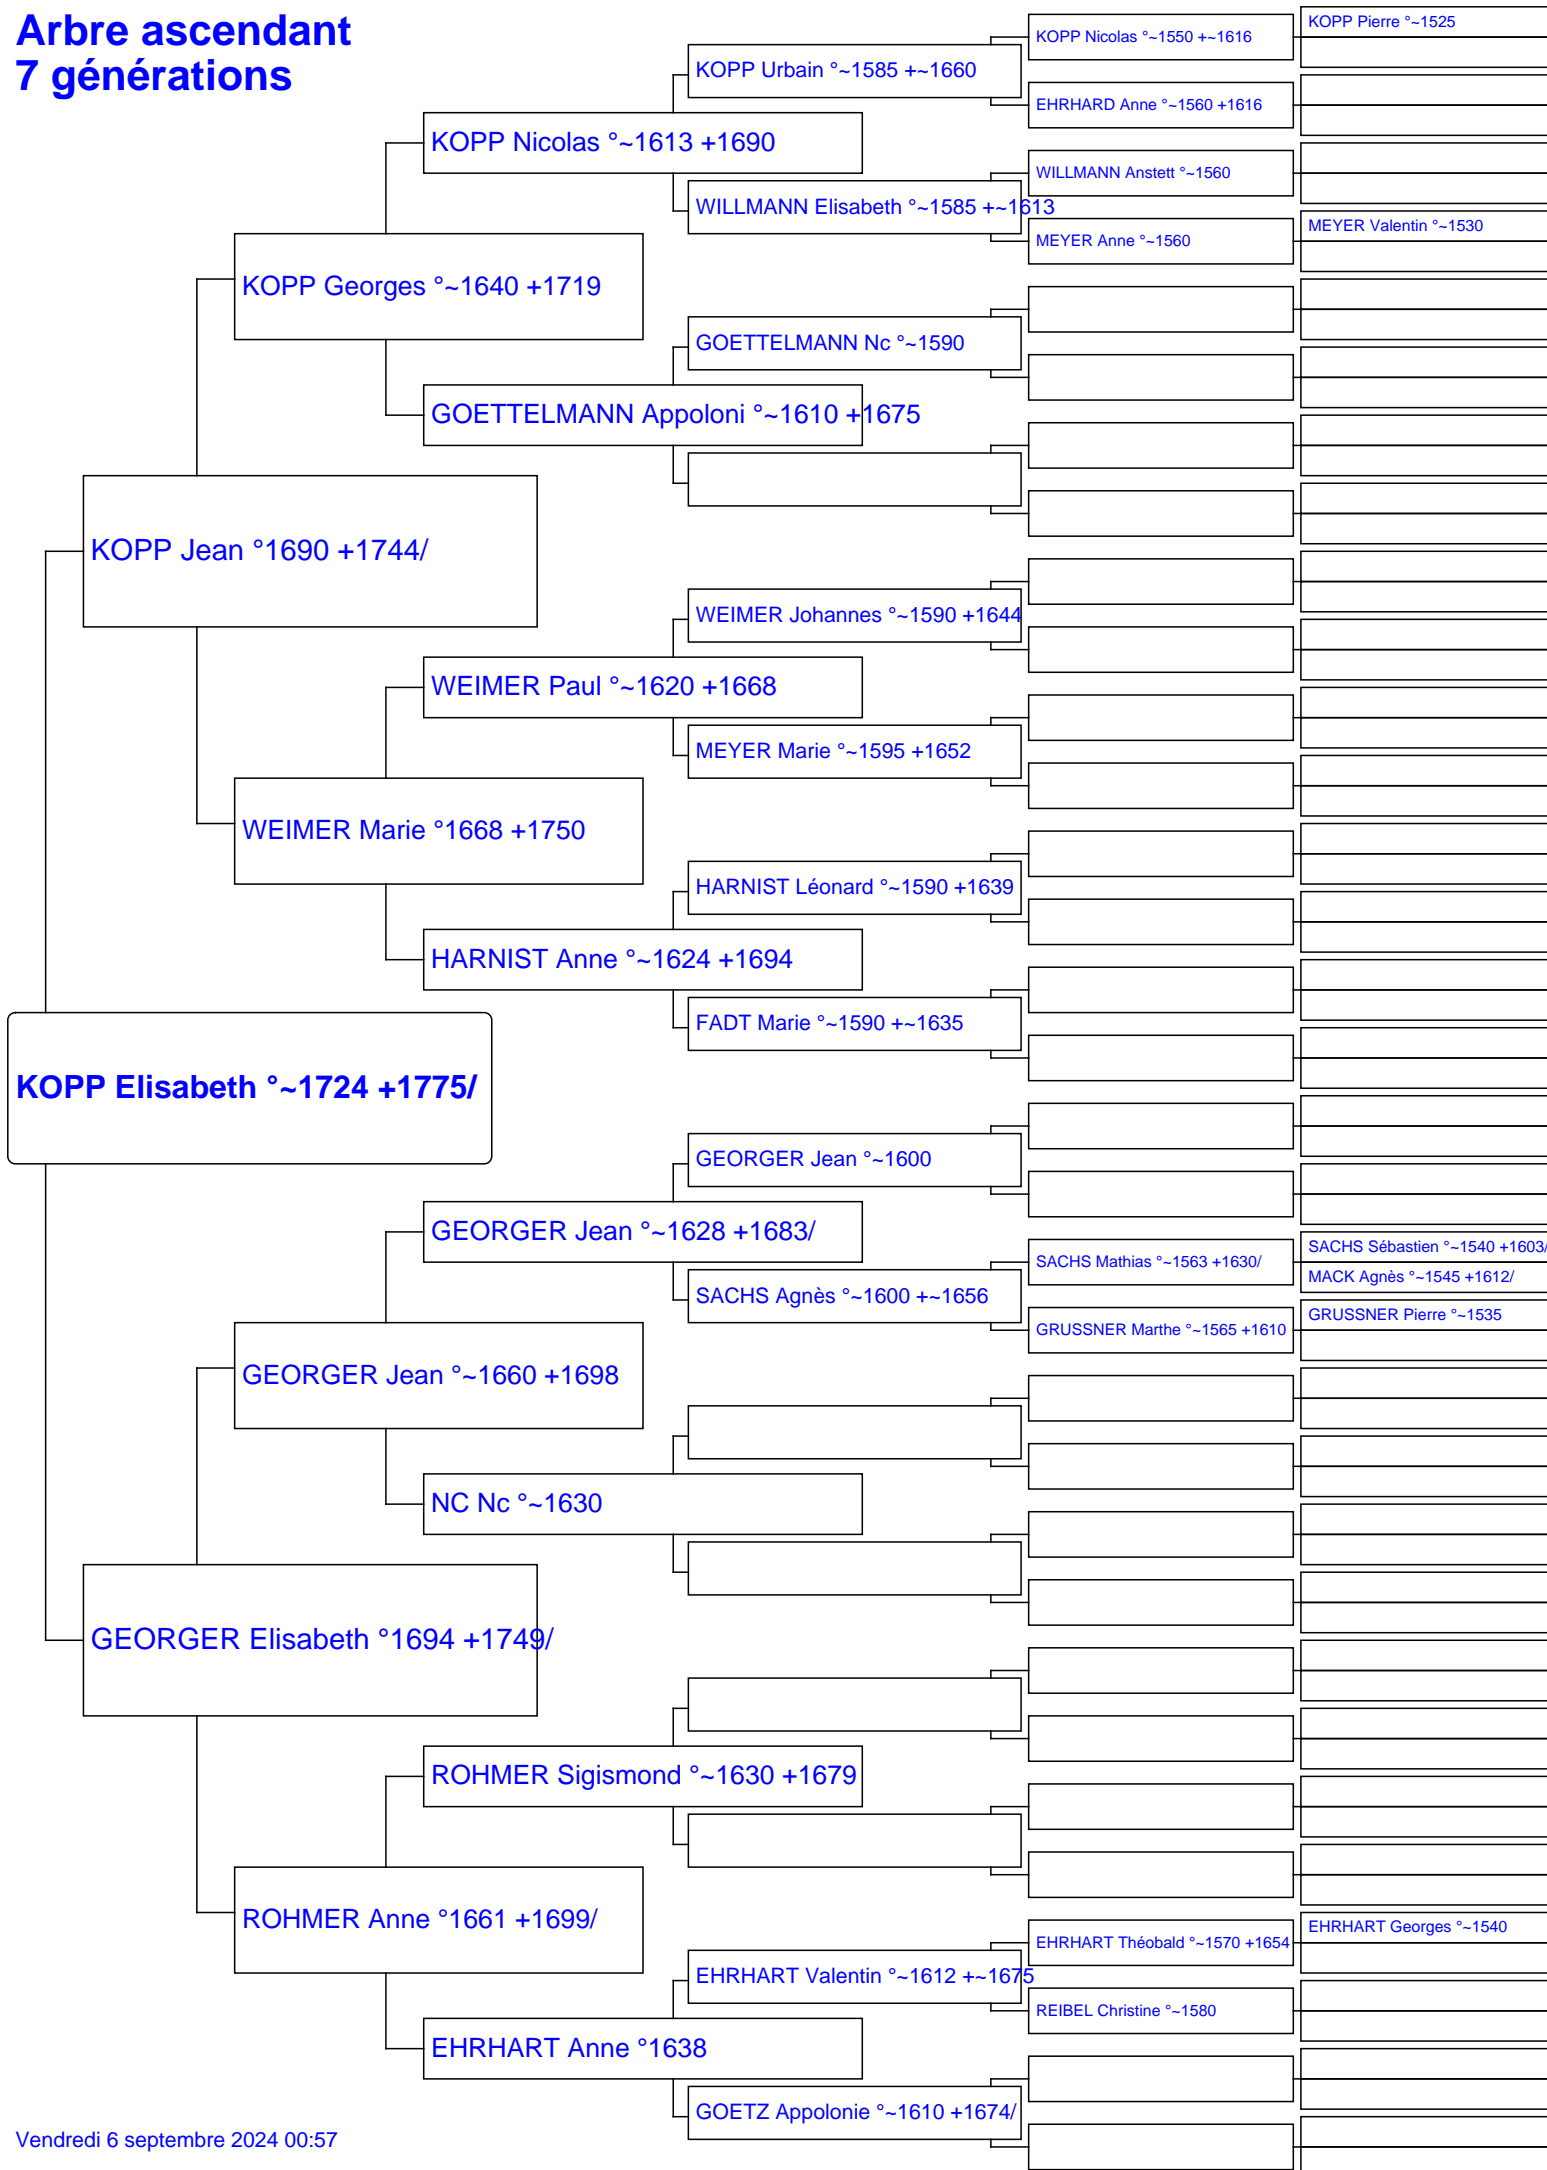 Arbre ascendant
7 générations
KOPP Pierre °~1525
KOPP Nicolas °~1550 +~1616
KOPP Urbain °~1585 +~1660
EHRHARD Anne °~1560 +1616
KOPP Nicolas °~1613 +1690
WILLMANN Anstett °~1560
WILLMANN Elisabeth °~1585 +~1613
MEYER Valentin °~1530
MEYER Anne °~1560
KOPP Georges °~1640 +1719
GOETTELMANN Nc °~1590
GOETTELMANN Appoloni °~1610 +1675
KOPP Jean °1690 +1744/
WEIMER Johannes °~1590 +1644
WEIMER Paul °~1620 +1668
MEYER Marie °~1595 +1652
WEIMER Marie °1668 +1750
HARNIST Léonard °~1590 +1639
HARNIST Anne °~1624 +1694
FADT Marie °~1590 +~1635
KOPP Elisabeth °~1724 +1775/
GEORGER Jean °~1600
GEORGER Jean °~1628 +1683/
SACHS Sébastien °~1540 +1603/
SACHS Mathias °~1563 +1630/
MACK Agnès °~1545 +1612/
SACHS Agnès °~1600 +~1656
GRUSSNER Pierre °~1535
GRUSSNER Marthe °~1565 +1610
GEORGER Jean °~1660 +1698
NC Nc °~1630
GEORGER Elisabeth °1694 +1749/
ROHMER Sigismond °~1630 +1679
ROHMER Anne °1661 +1699/
EHRHART Georges °~1540
EHRHART Théobald °~1570 +1654
EHRHART Valentin °~1612 +~1675
REIBEL Christine °~1580
EHRHART Anne °1638
GOETZ Appolonie °~1610 +1674/
Vendredi 6 septembre 2024 00:57